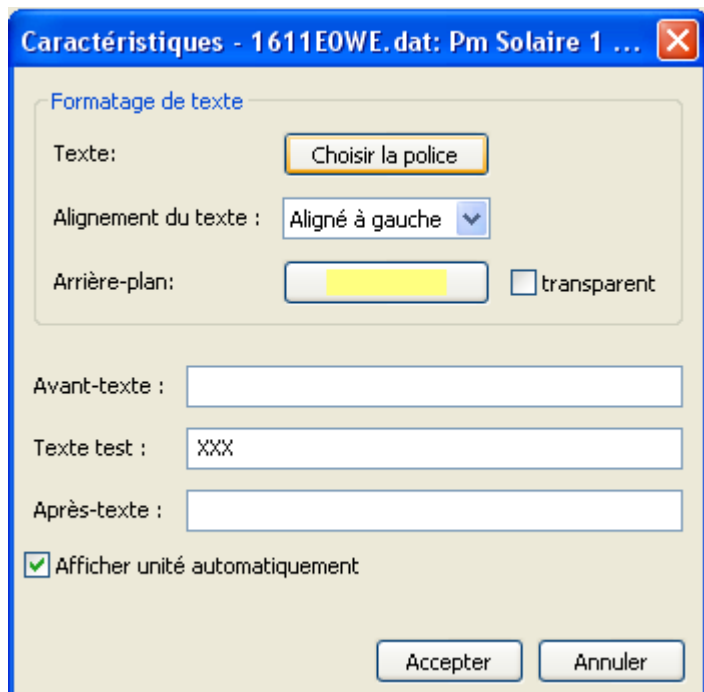 Caractéristiques - 1611E0WE.dat: Pm Solaire 1 ...
Formatage de texte
Texte:
Choisir la police
Alignement du texte :
Aligné à gauche
Arrière-plan:
transparent
Avant-texte :
Texte test :
XXX
Après-texte :
Afficher unité automatiquement
Accepter
Annuler